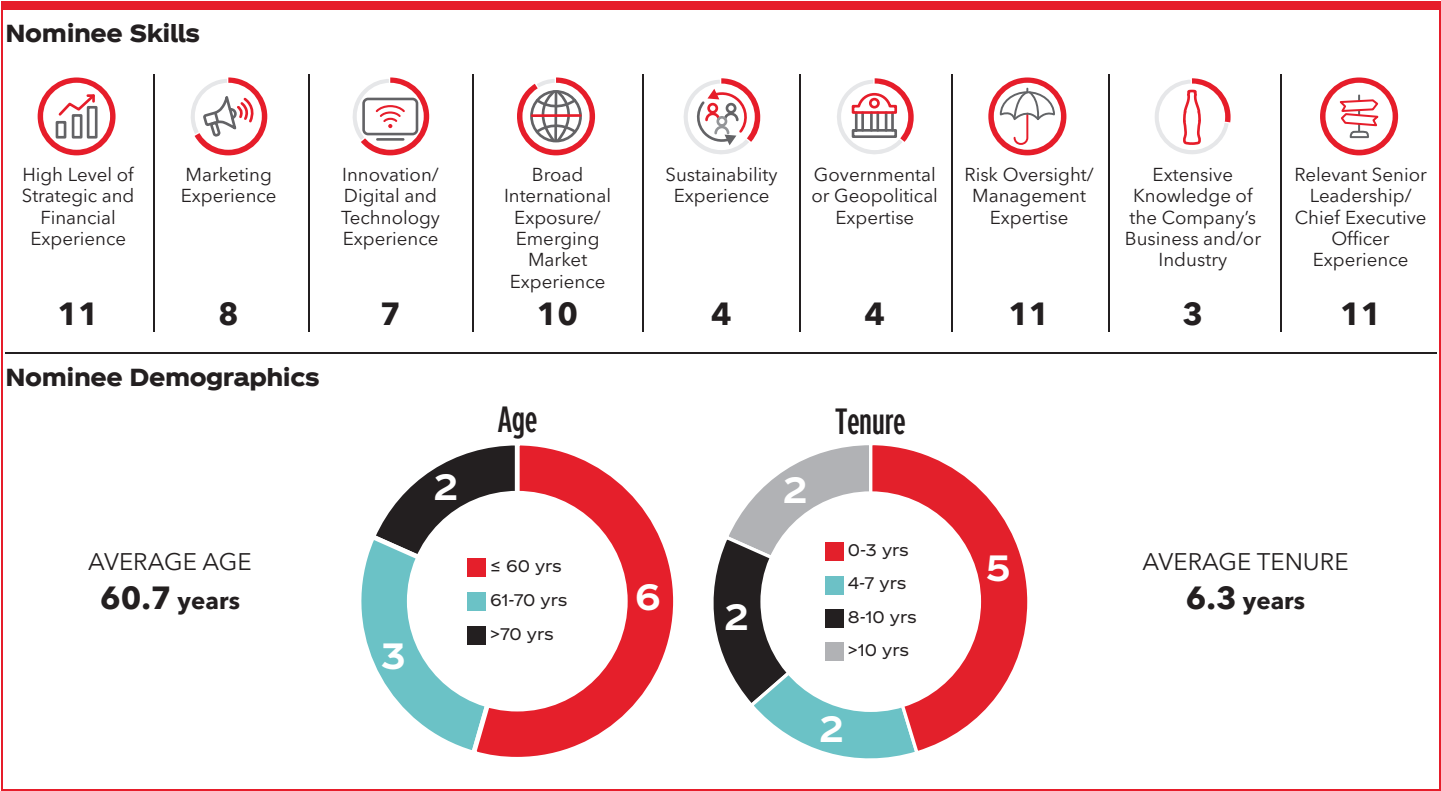 Nominee Skills
High Level of
Strategic and
Financial
Experience
11
Marketing
Experience
8
Innovation/
Digital and
Technology
Experience
7
Broad
International
Exposure/
Emerging
Market
Experience
10
Sustainability
Experience
4
Governmental
or Geopolitical
Expertise
4
Risk Oversight/
Management
Expertise
11
Extensive
Knowledge of
the Company’s
Business and/or
Industry
3
Relevant Senior
Leadership/
Chief Executive
Officer
Experience
11
Nominee Demographics
AVERAGE AGE
60.7 years
Age
2
6
3
≤ 60 yrs
61-70 yrs
>70 yrs
Tenure
2
5
2
2
0-3 yrs
4-7 yrs
8-10 yrs
>10 yrs
AVERAGE TENURE
6.3 years